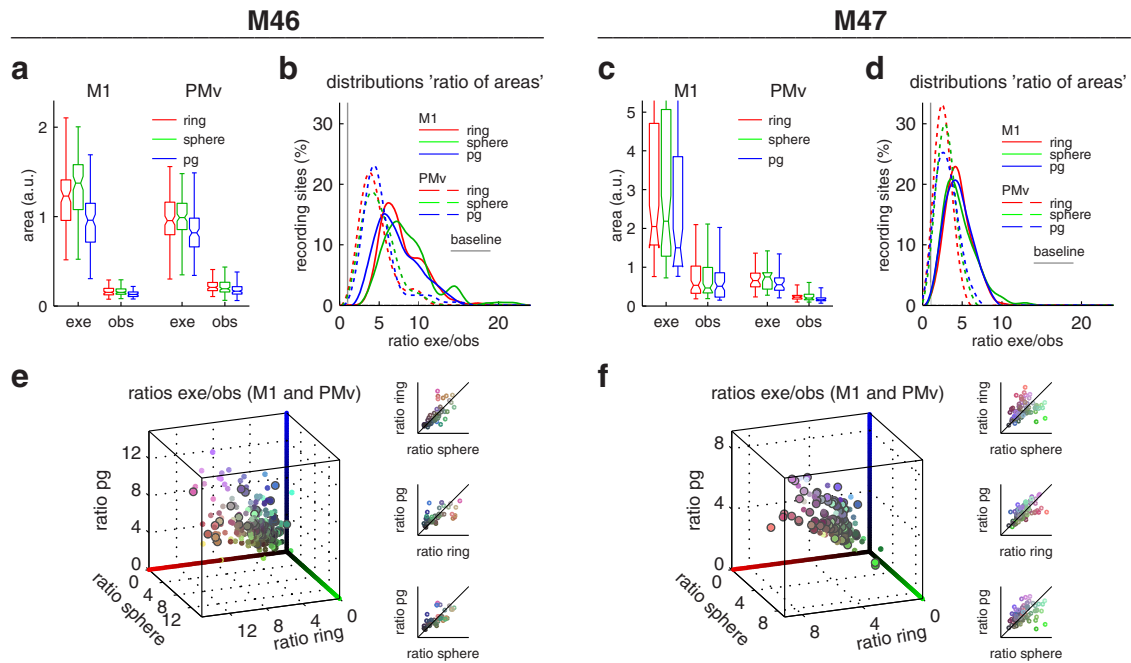 M46
M47
a
M1
PMv
ring
sphere
pg
area (a.u.)
2
1
0
exe
obs
exe
obs
b
distributions 'ratio of areas'
recording sites (%)
30
20
10
0
M1
ring
sphere
pg
PMv
ring
sphere
pg
baseline
0
5
10
20
ratio exe/obs
c
M1
PMv
ring
sphere
pg
area (a.u.)
5
4
3
2
1
0
exe
obs
exe
obs
d
distributions 'ratio of areas'
recording sites (%)
30
20
10
0
M1
ring
sphere
pg
PMv
ring
sphere
pg
baseline
0
5
10
20
ratio exe/obs
e
ratios exe/obs (M1 and PMv)
ratio pg
12
8
4
0
0
4
8
12
ratio sphere
12
8
4
0
ratio ring
ratio ring
ratio sphere
ratio pg
ratio ring
ratio pg
ratio sphere
f
ratios exe/obs (M1 and PMv)
ratio pg
8
4
0
0
4
8
ratio sphere
8
4
0
ratio ring
ratio ring
ratio sphere
ratio pg
ratio ring
ratio pg
ratio sphere